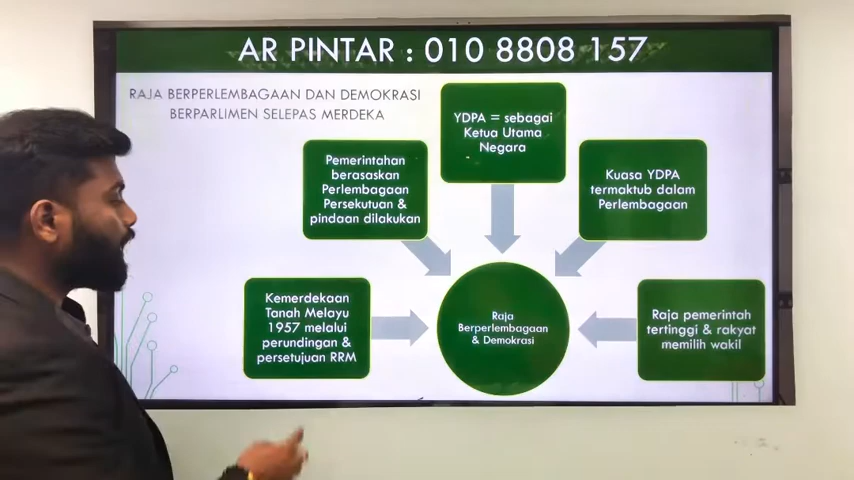 AR PINTAR : 010 8808 157
RAJA BERPERLEMBAGAAN DAN DEMOKRASI
BERPARLIMEN SELEPAS MERDEKA
YDPA = sebagai
Ketua Utama
Negara
Pemerintahan
berasaskan
Perlembagaan
Persekutuan &
pindaan dilakukan
Kuasa YDPA
termaktub dalam
Perlembagaan
Kemerdekaan
Tanah Melayu
1957 melalui
perundingan &
persetujuan RRM
Raja
Berperlembagaan
& Demokrasi
Raja pemerintah
tertinggi & rakyat
memilih wakil